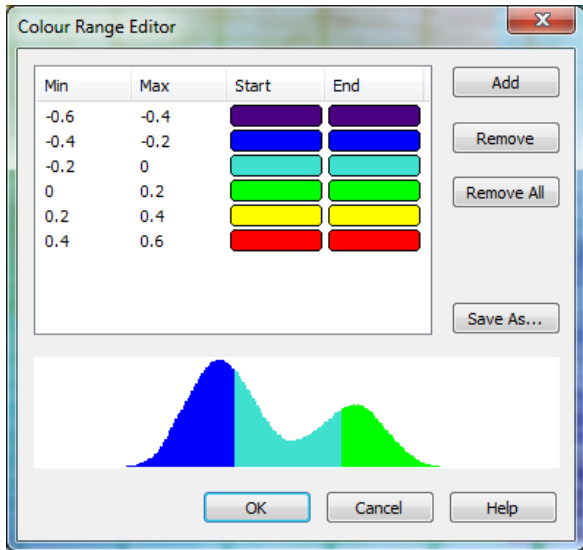 Colour Range Editor
Min Max Start End
-0.6 -0.4
-0.4 -0.2
-0.2 0
0 0.2
0.2 0.4
0.4 0.6
Add
Remove
Remove All
Save As...
OK Cancel Help